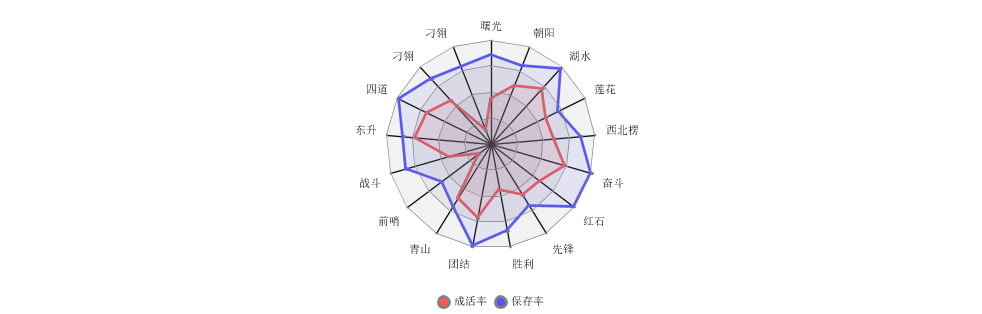 曙光
刁翎
朝阳
刁翎
湖水
四道
莲花
东升
西北楞
战斗
奋斗
前哨
红石
青山
先锋
团结
胜利
成活率
保存率